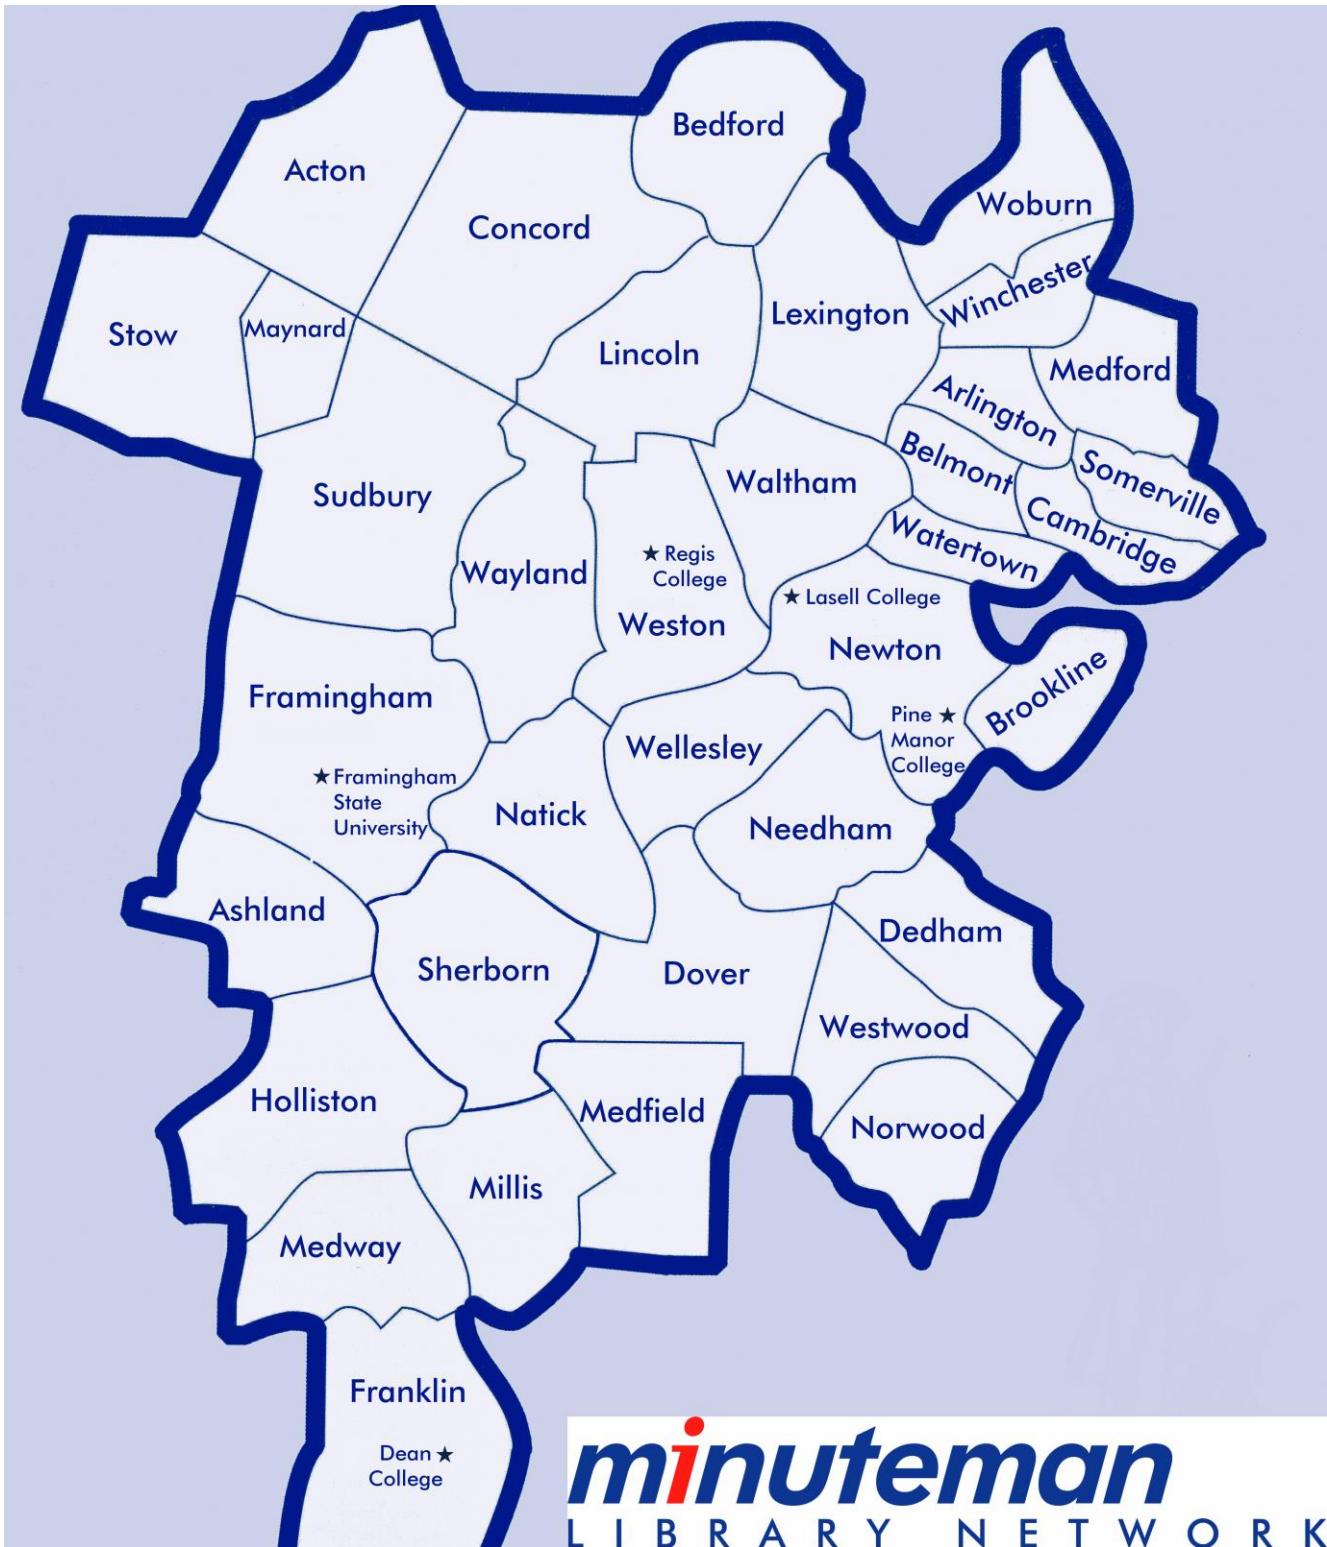 Bedford
Acton
Woburn
Concord
Winchester
Lexington
Stow
Maynard
Lincoln
Medford
Arlington
Belmont
Somerville
Waltham
Sudbury
Cambridge
Watertown
★ Regis
College
Wayland
★ Lasell College
Weston
Newton
Brookline
Framingham
Pine ★
Manor
College
Wellesley
★ Framingham
State
University
Natick
Needham
Ashland
Dedham
Sherborn
Dover
Westwood
Holliston
Medfield
Norwood
Millis
Medway
Franklin
Dean ★
College
minuteman
LIBRARY NETWORK